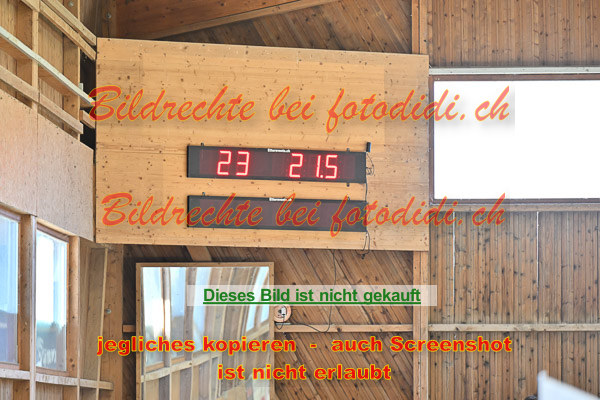 Bildrechte bei fotodidi.ch
23 21.5
Bildrechte bei fotodidi.ch
Dieses Bild ist nicht gekauft
jegliches kopieren - auch Screenshot
ist nicht erlaubt